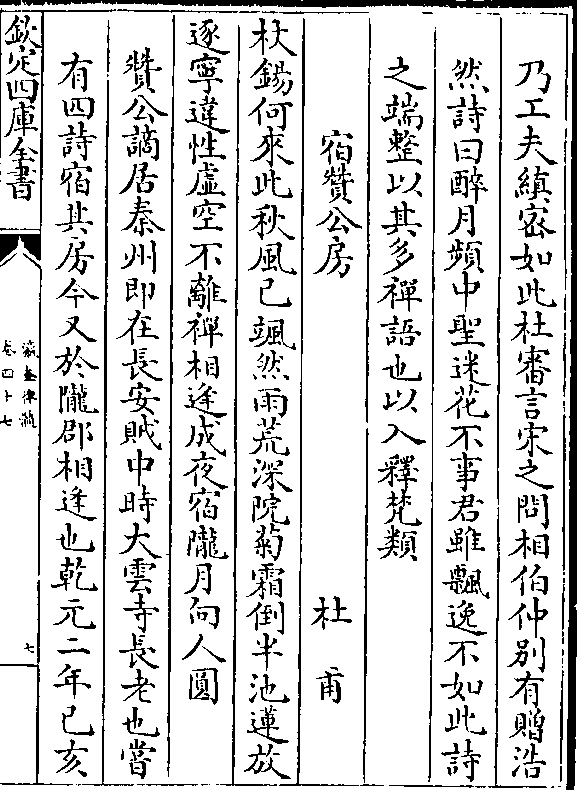 乃工夫縝密如此杜審言宋之問相伯仲别有贈浩
然詩曰醉月頻中聖迷花不事君雖飄逸不如此詩
之端整以其多禪語也以入釋梵類
宿贊公房 杜甫
杖錫何來此秋風已颯然雨荒深院菊霜倒半池蓮放
逐寧違性虛空不離禪相逢成夜宿隴月向人圓
贊公謫居秦州即在長安賊中時大雲寺長老也嘗
有四詩宿其房今又於隴郡相逢也乾元二年己亥
欽定四庫全書
瀛奎律髓
卷四十七
七